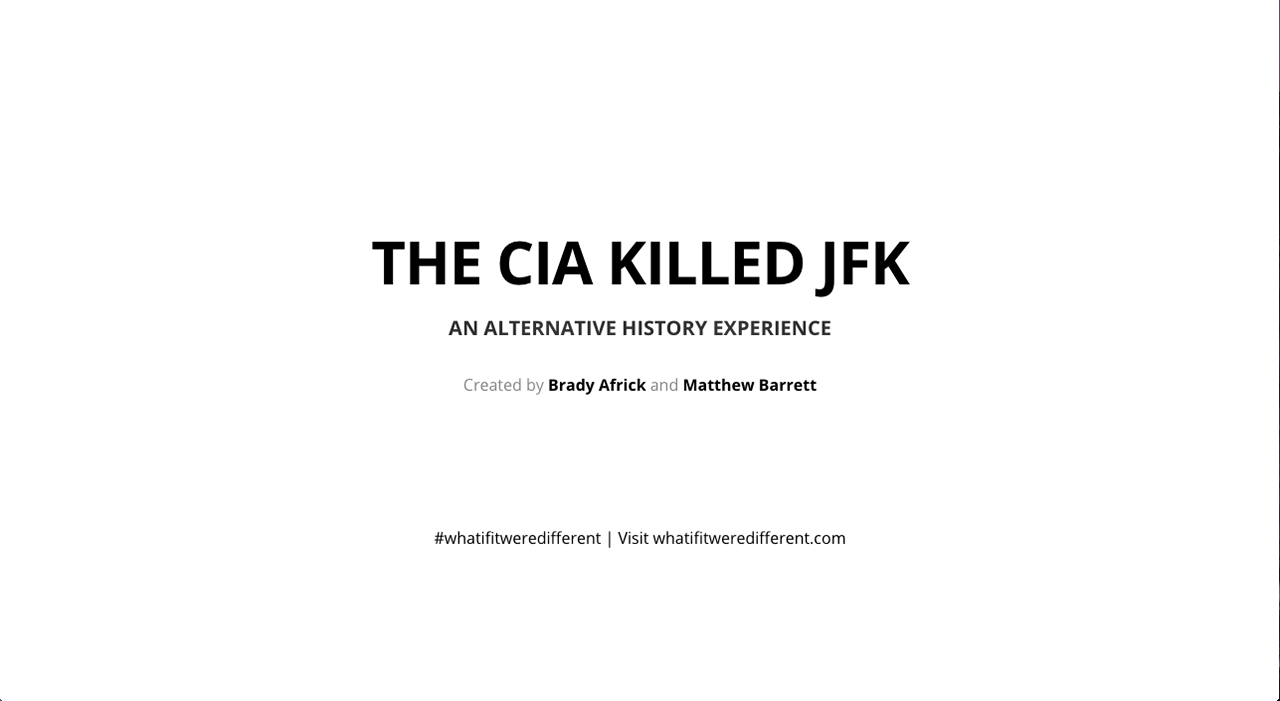 THE CIA KILLED JFK
AN ALTERNATIVE HISTORY EXPERIENCE
Created by Brady Africk and Matthew Barrett
#whatifitweredifferent | Visit whatifitweredifferent.com